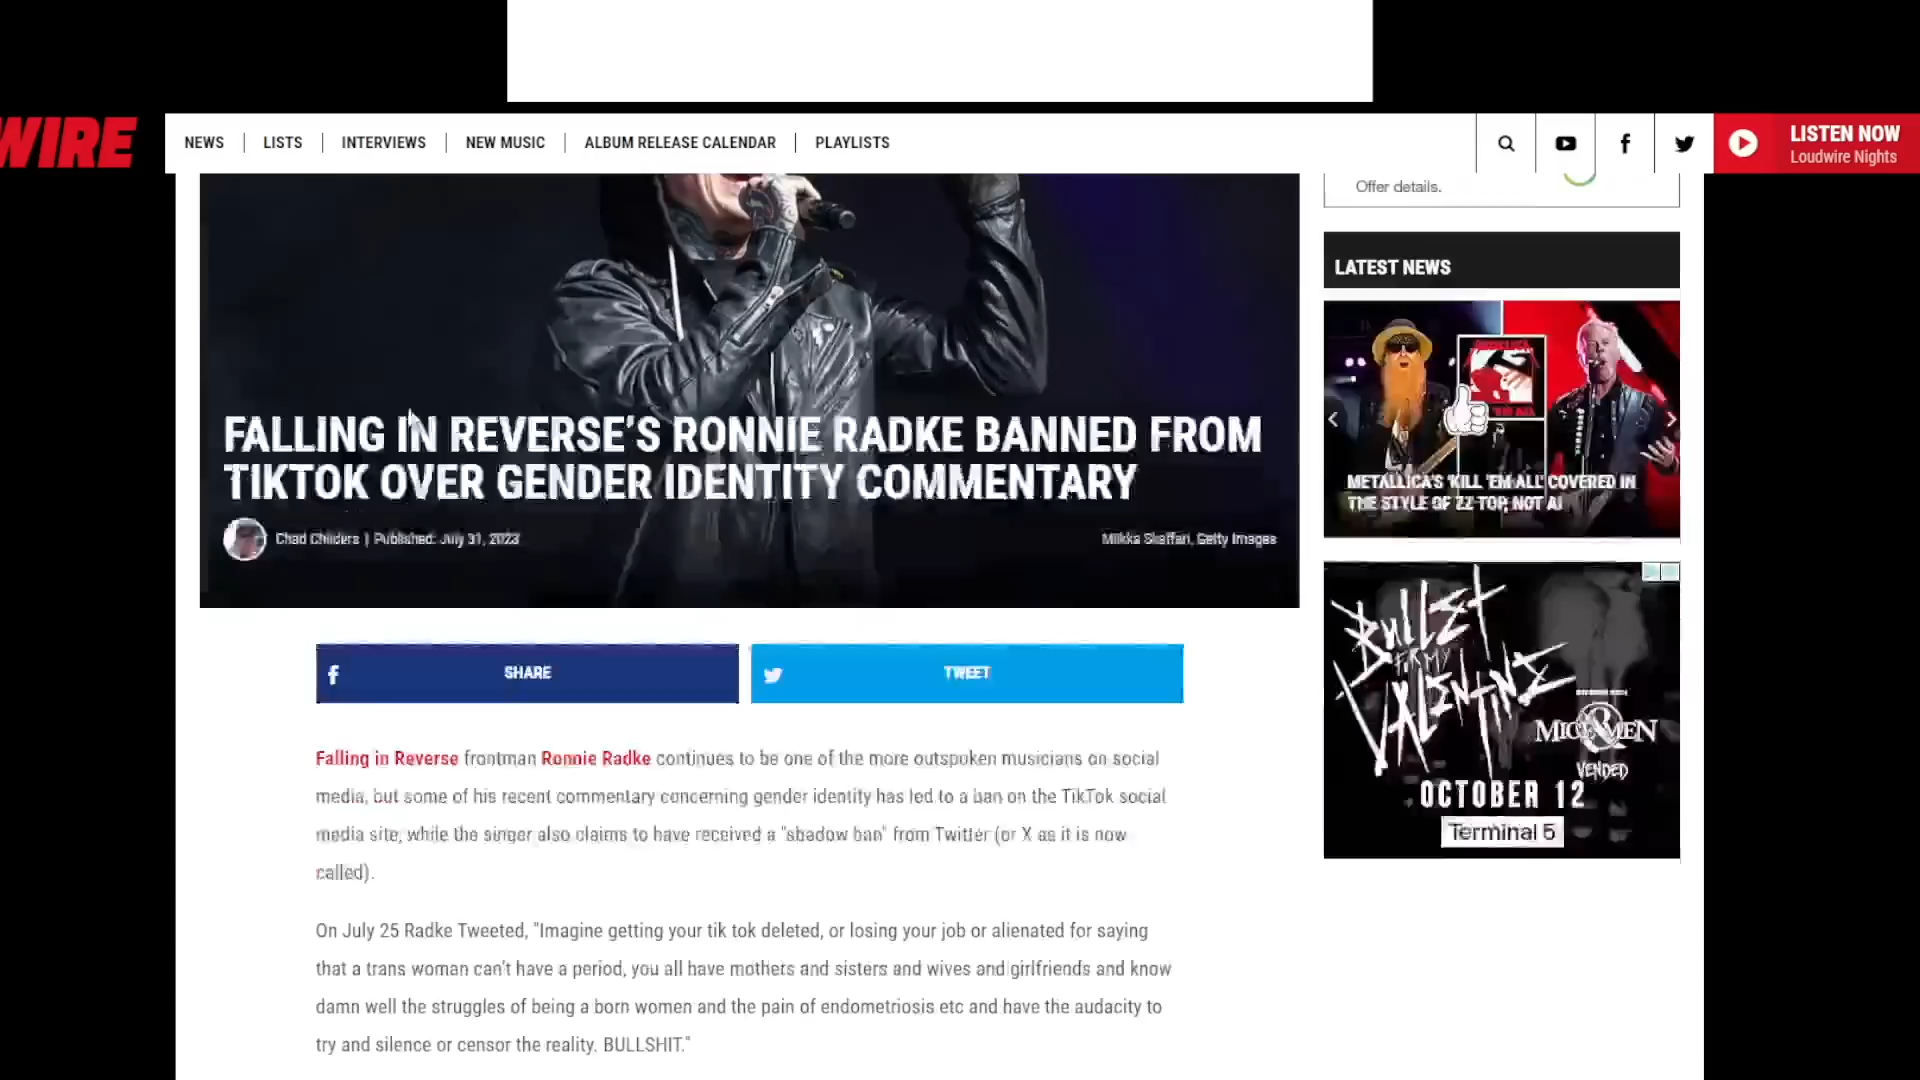 WIRE
NEWS
LISTS
INTERVIEWS
NEW MUSIC
ALBUM RELEASE CALENDAR
PLAYLISTS
LISTEN NOW
Loudwire Nights
FALLING IN REVERSE'S RONNIE RADKE BANNED FROM
TIKTOK OVER GENDER IDENTITY COMMENTARY
Chad Childers | Published: July 31, 2023
Getty Images
SHARE
TWEET
Falling in Reverse frontman Ronnie Radke continues to be one of the more outspoken musicians on social
media, but some of his recent commentary concerning gender identity has led to a ban on the TikTok social
media site, while the singer also claims to have received a "shadow ban" from Twitter (or X as it is now
called).
On July 25 Radke Tweeted, "Imagine getting your tik tok deleted, or losing your job or alienated for saying
that a trans woman can't have a period, you all have mothers and sisters and wives and girlfriends and know
damn well the struggles of being a born women and the pain of endometriosis etc and have the audacity to
try and silence or censor the reality. BULLSHIT."
Offer details.
LATEST NEWS
METALLICA'S 'KILL 'EM ALL' COVERED IN
THE STYLE OF ZZ TOP, NOT AI
BULLET
FOR MY
VALENTINE
OF MICE & MEN
VENDED
OCTOBER 12
Terminal 5